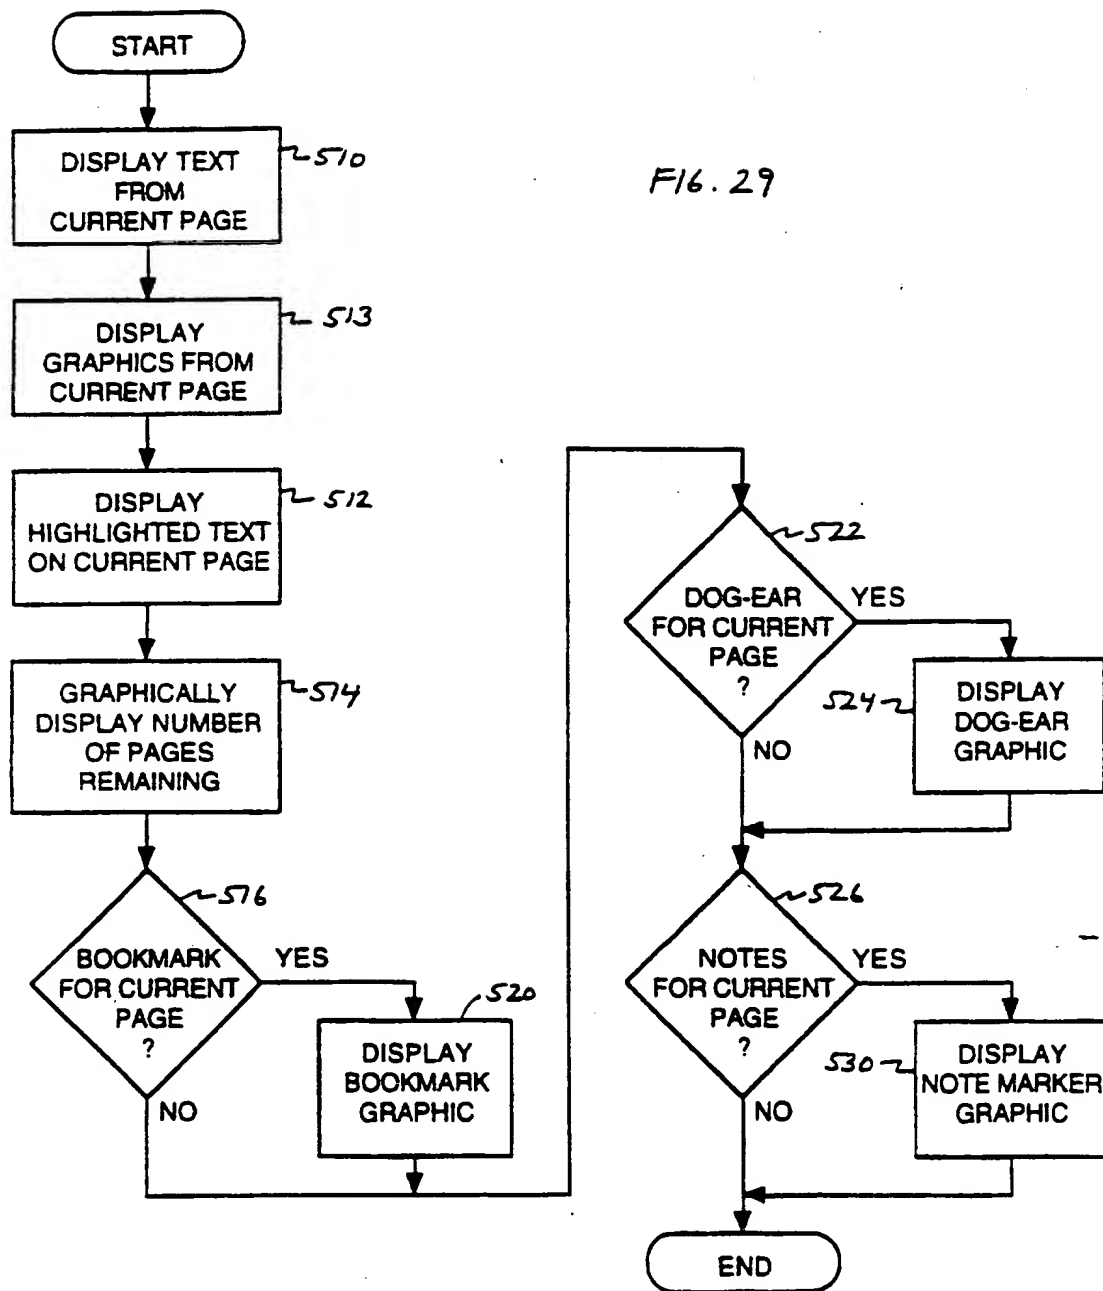 START
DISPLAY TEXT
FROM
CURRENT PAGE
510
FIG. 29
DISPLAY
GRAPHICS FROM
CURRENT PAGE
513
DISPLAY
HIGHLIGHTED TEXT
ON CURRENT PAGE
512
GRAPHICALLY
DISPLAY NUMBER
OF PAGES
REMAINING
514
BOOKMARK
FOR CURRENT
PAGE
?
516
YES
NO
520
DISPLAY
BOOKMARK
GRAPHIC
522
DOG-EAR
FOR CURRENT
PAGE
?
YES
NO
524
DISPLAY
DOG-EAR
GRAPHIC
526
NOTES
FOR CURRENT
PAGE
?
YES
NO
530
DISPLAY
NOTE MARKER
GRAPHIC
END